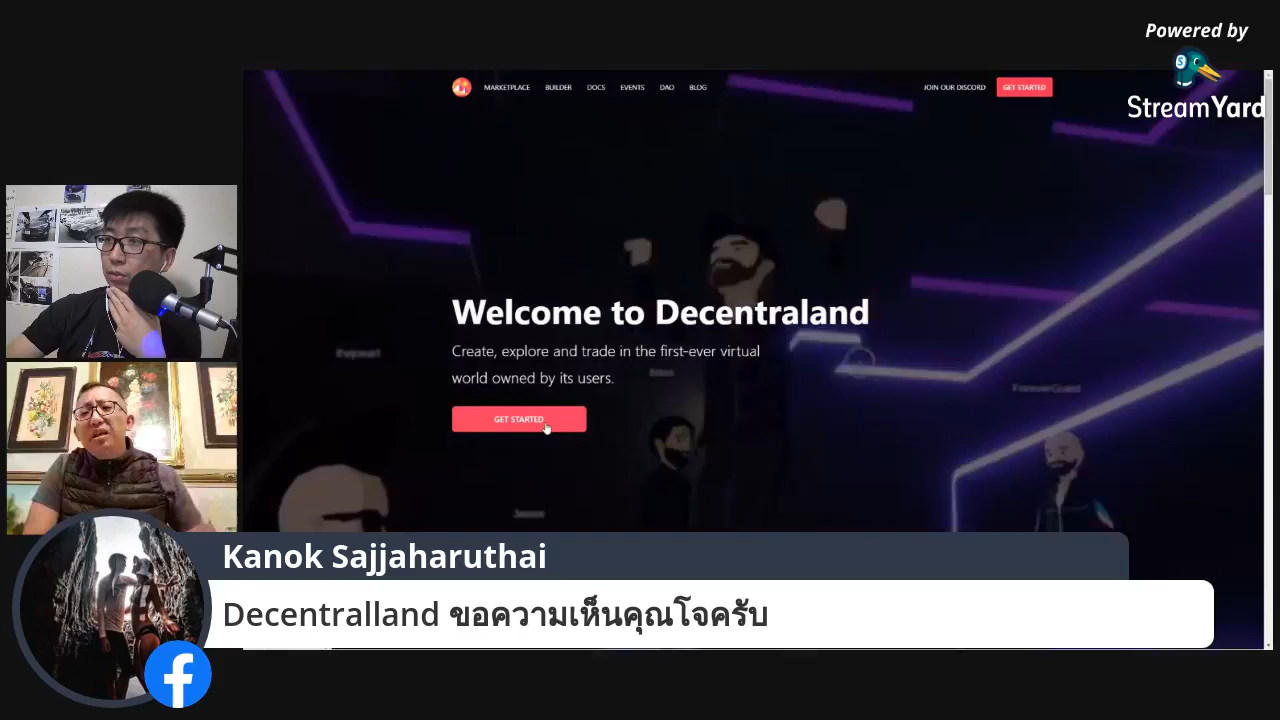 Powered by
StreamYard
MARKETPLACE BUILDER DOCS EVENTS DAO BLOG JOIN OUR DISCORD GET STARTED
Welcome to Decentraland
Create, explore and trade in the first-ever virtual
world owned by its users.
GET STARTED
Kanok Sajjaharuthai
Decentralland ขอความเห็นคุณโจครับ